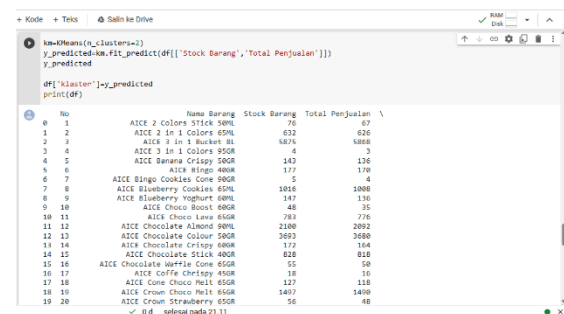 + Kode + Teks Salin ke Drive RAM Disk
km=KMeans(n_clusters=2)
y_predicted=km.fit_predict(df[['Stock Barang','Total Penjualan']])
y_predicted
df['klaster']=y_predicted
print(df)
No Nama Barang Stock Barang Total Penjualan \
0 1 AICE 2 Colors STick 50ML 76 67
1 2 AICE 2 in 1 Colors 65ML 632 626
2 3 AICE 3 in 1 Bucket 8L 5875 5868
3 4 AICE 3 in 1 Colors 95GR 4 3
4 5 AICE Banana Crispy 50GR 143 136
5 6 AICE Bingo 40GR 177 170
6 7 AICE Bingo Cookies Cone 90GR 5 4
7 8 AICE Blueberry Cookies 65ML 1016 1008
8 9 AICE Blueberry Yoghurt 60ML 147 136
9 10 AICE Choco Boost 60GR 48 35
10 11 AICE Choco Lava 65GR 783 776
11 12 AICE Chocolate Almond 90ML 2100 2092
12 13 AICE Chocolate Colour 50GR 3693 3680
13 14 AICE Chocolate Crispy 60GR 172 164
14 15 AICE Chocolate Stick 40GR 828 818
15 16 AICE Chocolate Waffle Cone 65GR 55 50
16 17 AICE Coffe Chrispy 45GR 18 16
17 18 AICE Cone Choco Melt 65GR 127 118
18 19 AICE Crown Choco Melt 65GR 1497 1490
19 20 AICE Crown Strawberry 65GR 56 48
0 d selesai pada 21.11